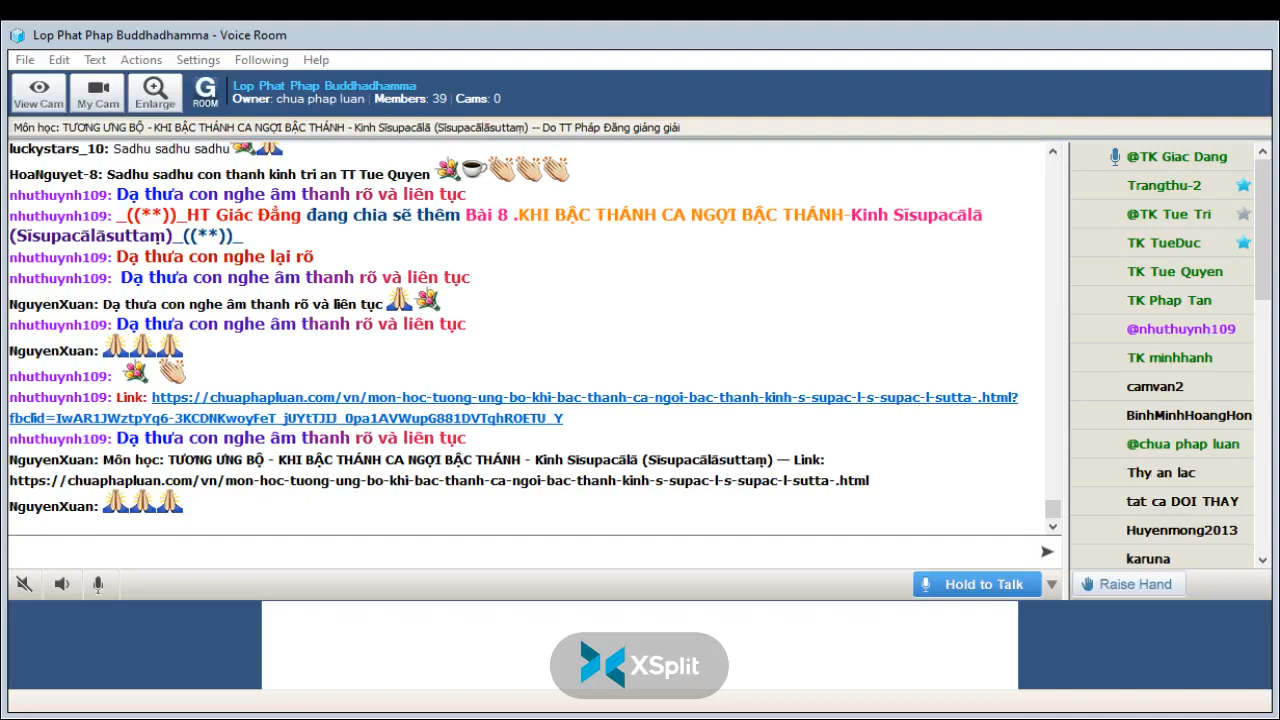 Lop Phat Phap Buddhadhamma - Voice Room
File Edit Text Actions Settings Following Help
View Cam My Cam Enlarge G ROOM
Lop Phat Phap Buddhadhamma
Owner: chua phap luan | Members: 39 | Cams: 0
Môn học: TƯƠNG ƯNG BỘ - KHI BẬC THÁNH CA NGỢI BẬC THÁNH - Kinh Sīsupacālā (Sīsupacālāsuttaṃ) -- Do TT Pháp Đăng giảng giải
luckystars_10: Sadhu sadhu sadhu
HoaNguyet-8: Sadhu sadhu con thanh kinh tri an TT Tue Quyen
nhuthuynh109: Dạ thưa con nghe âm thanh rõ và liên tục
nhuthuynh109: _((**))_HT Giác Đẳng đang chia sẽ thêm Bài 8 .KHI BẬC THÁNH CA NGỢI BẬC THÁNH-Kinh Sīsupacālā
(Sīsupacālāsuttaṃ)_((**))_
nhuthuynh109: Dạ thưa con nghe lại rõ
nhuthuynh109: Dạ thưa con nghe âm thanh rõ và liên tục
NguyenXuan: Dạ thưa con nghe âm thanh rõ và liên tục
nhuthuynh109: Dạ thưa con nghe âm thanh rõ và liên tục
NguyenXuan:
nhuthuynh109:
nhuthuynh109: Link: https://chuaphapluan.com/vn/mon-hoc-tuong-ung-bo-khi-bac-thanh-ca-ngoi-bac-thanh-kinh-s-supac-l-s-supac-l-sutta-.html?
fbclid=IwAR1JWztpYq6-3KCDNKwoyFeT_jUYtTJIJ_0pa1AVWupG881DVTqhROETU_Y
nhuthuynh109: Dạ thưa con nghe âm thanh rõ và liên tục
NguyenXuan: Môn học: TƯƠNG ƯNG BỘ - KHI BẬC THÁNH CA NGỢI BẬC THÁNH - Kinh Sīsupacālā (Sīsupacālāsuttaṃ) — Link:
https://chuaphapluan.com/vn/mon-hoc-tuong-ung-bo-khi-bac-thanh-ca-ngoi-bac-thanh-kinh-s-supac-l-s-supac-l-sutta-.html
NguyenXuan:
@TK Giac Dang
Trangthu-2
@TK Tue Tri
TK TueDuc
TK Tue Quyen
TK Phap Tan
@nhuthuynh109
TK minhhanh
camvan2
BinhMinhHoangHon
@chua phap luan
Thy an lac
tat ca DOI THAY
Huyenmong2013
karuna
Hold to Talk
Raise Hand
XSplit